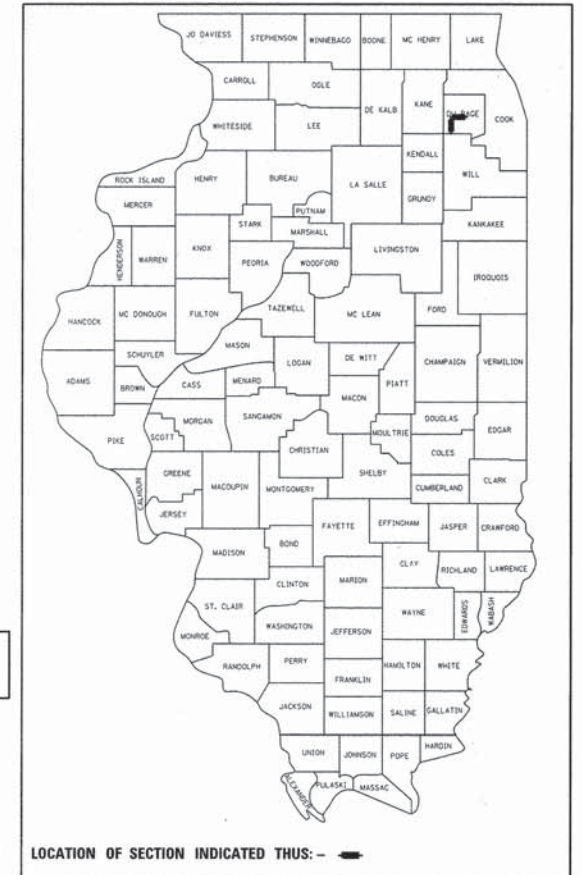 JO DAVIESS STEPHENSON WINNEBAGO BOONE MC HENRY LAKE
CARROLL OGLE DE KALB KANE DU PAGE COOK
WHITESIDE LEE KENDALL WILL
ROCK ISLAND HENRY BUREAU LA SALLE GRUNDY
MERCER PUTNAM KANKAKEE
STARK MARSHALL LIVINGSTON
HENDERSON WARREN KNOX PEORIA WOODFORD IROQUOIS
HANCOCK MC DONOUGH FULTON TAZEWELL MC LEAN FORD
SCHUYLER MASON LOGAN DE WITT CHAMPAIGN VERMILION
ADAMS BROWN CASS MENARD MACON PIATT
PIKE SCOTT MORGAN SANGAMON CHRISTIAN MOULTRIE DOUGLAS EDGAR
COLES
CALHOUN GREENE MACOUPIN MONTGOMERY SHELBY CUMBERLAND CLARK
JERSEY FAYETTE EFFINGHAM JASPER CRAWFORD
MADISON BOND CLAY RICHLAND LAWRENCE
CLINTON MARION
ST. CLAIR WASHINGTON JEFFERSON WAYNE EDWARDS WABASH
MONROE
RANDOLPH PERRY FRANKLIN HAMILTON WHITE
JACKSON WILLIAMSON SALINE GALLATIN
UNION JOHNSON POPE HARDIN
ALEXANDER PULASKI MASSAC
LOCATION OF SECTION INDICATED THUS: -